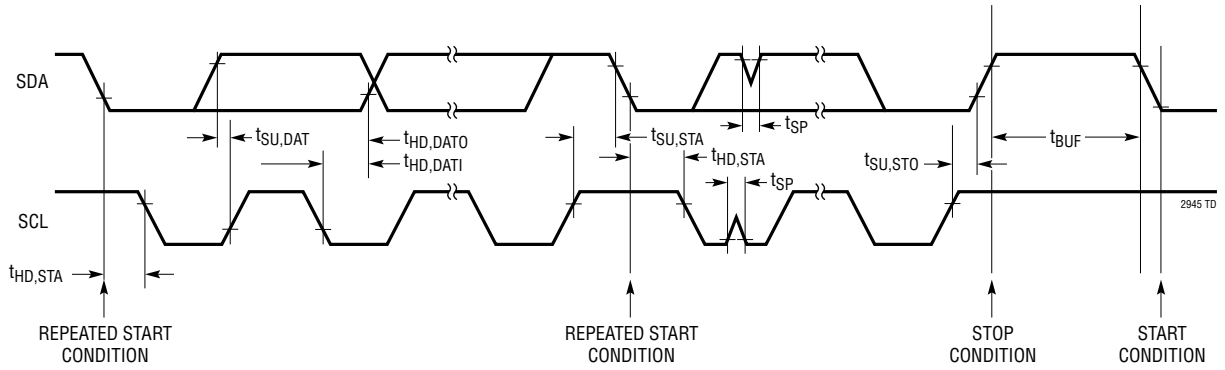 SDA
tSU,DAT
tHD,DATO
tHD,DATI
tSU,STA
tHD,STA
tSP
tSP
tSU,STO
tBUF
SCL
2945 TD
tHD,STA
REPEATED START
CONDITION
REPEATED START
CONDITION
STOP
CONDITION
START
CONDITION